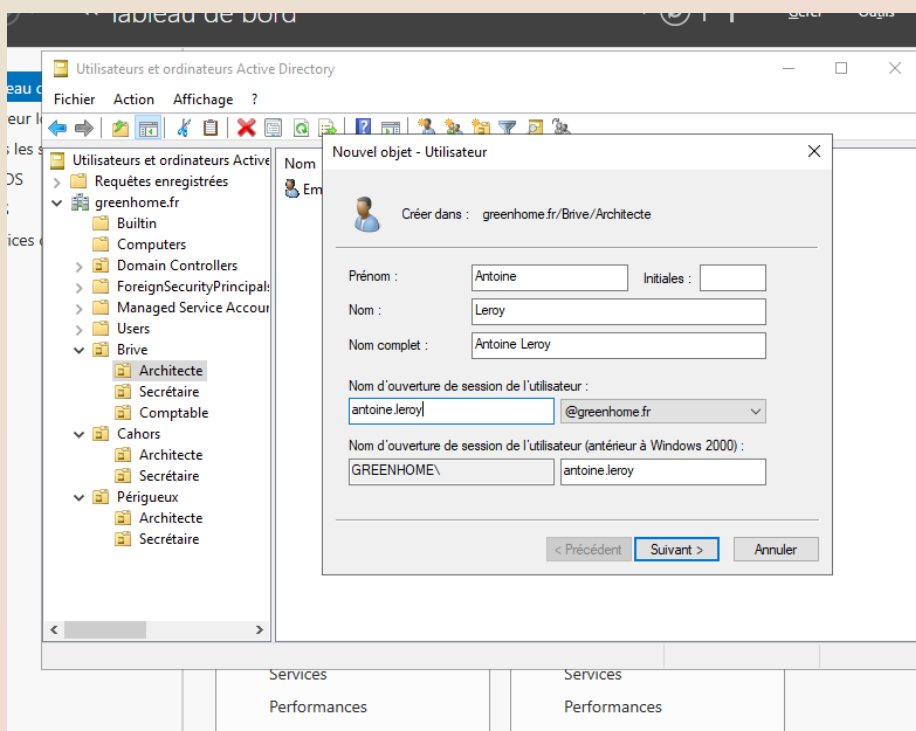 Tableau de bord
Gérer Outils
Utilisateurs et ordinateurs Active Directory
Fichier Action Affichage ?
Utilisateurs et ordinateurs Active
Requêtes enregistrées
greenhome.fr
Builtin
Computers
Domain Controllers
ForeignSecurityPrincipal
Managed Service Accour
Users
Brive
Architecte
Secrétaire
Comptable
Cahors
Architecte
Secrétaire
Périgueux
Architecte
Secrétaire
Nom
Em
Nouvel objet - Utilisateur
Créer dans : greenhome.fr/Brive/Architecte
Prénom : Antoine Initiales :
Nom : Leroy
Nom complet : Antoine Leroy
Nom d'ouverture de session de l'utilisateur :
antoine.leroy @greenhome.fr
Nom d'ouverture de session de l'utilisateur (antérieur à Windows 2000) :
GREENHOME\ antoine.leroy
< Précédent Suivant > Annuler
Services Services
Performances Performances